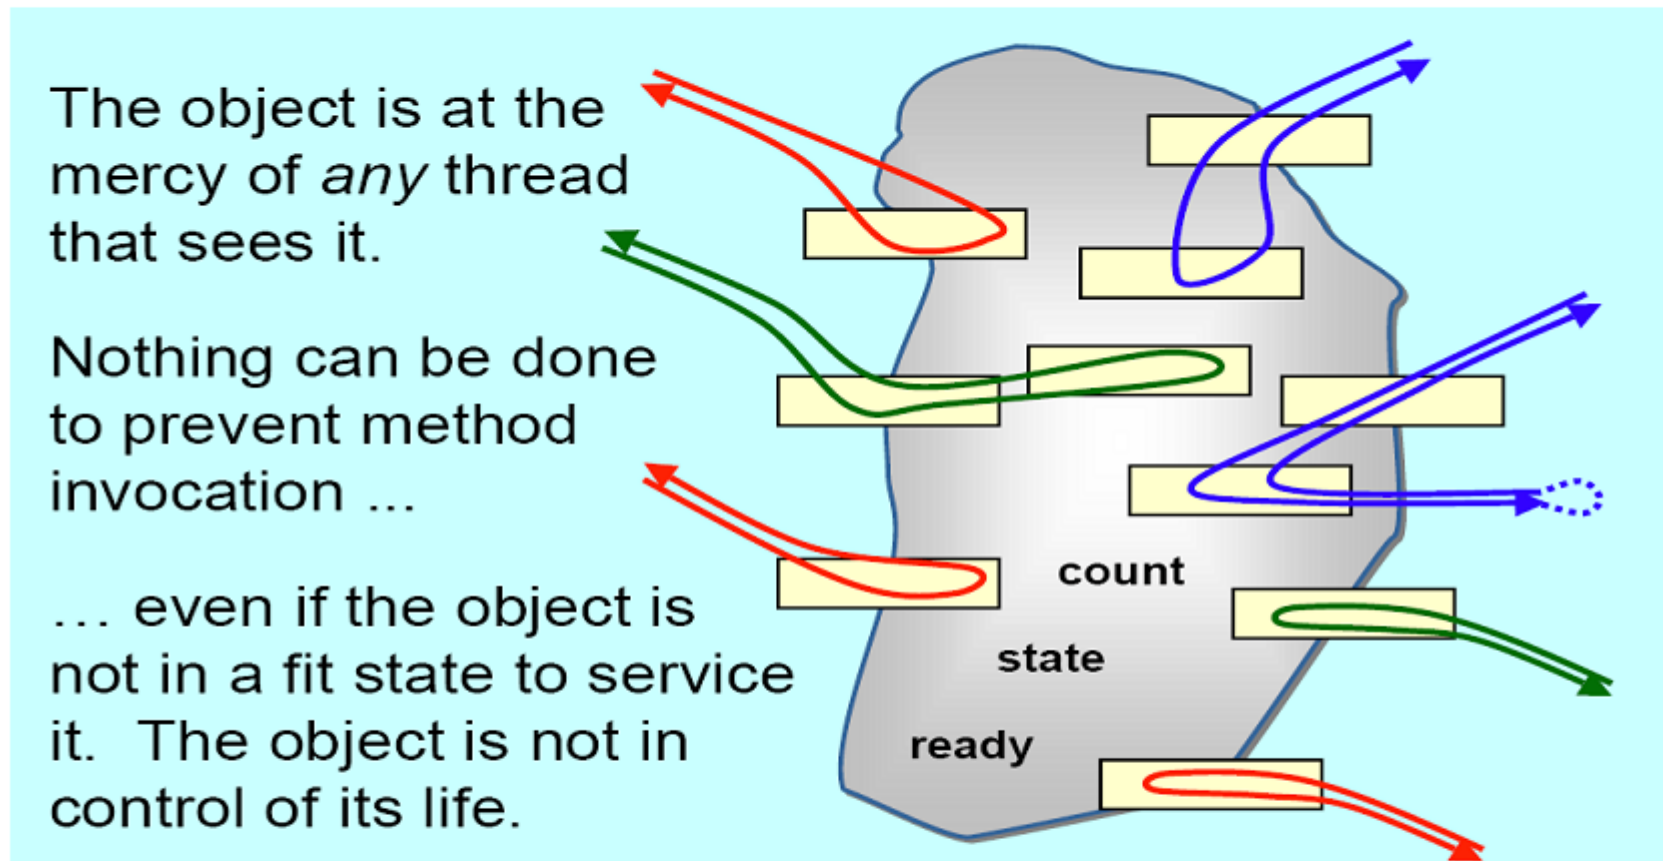 The object is at the
mercy of any thread
that sees it.
Nothing can be done
to prevent method
invocation ...
… even if the object is
not in a fit state to service
it.  The object is not in
control of its life.
count
state
ready